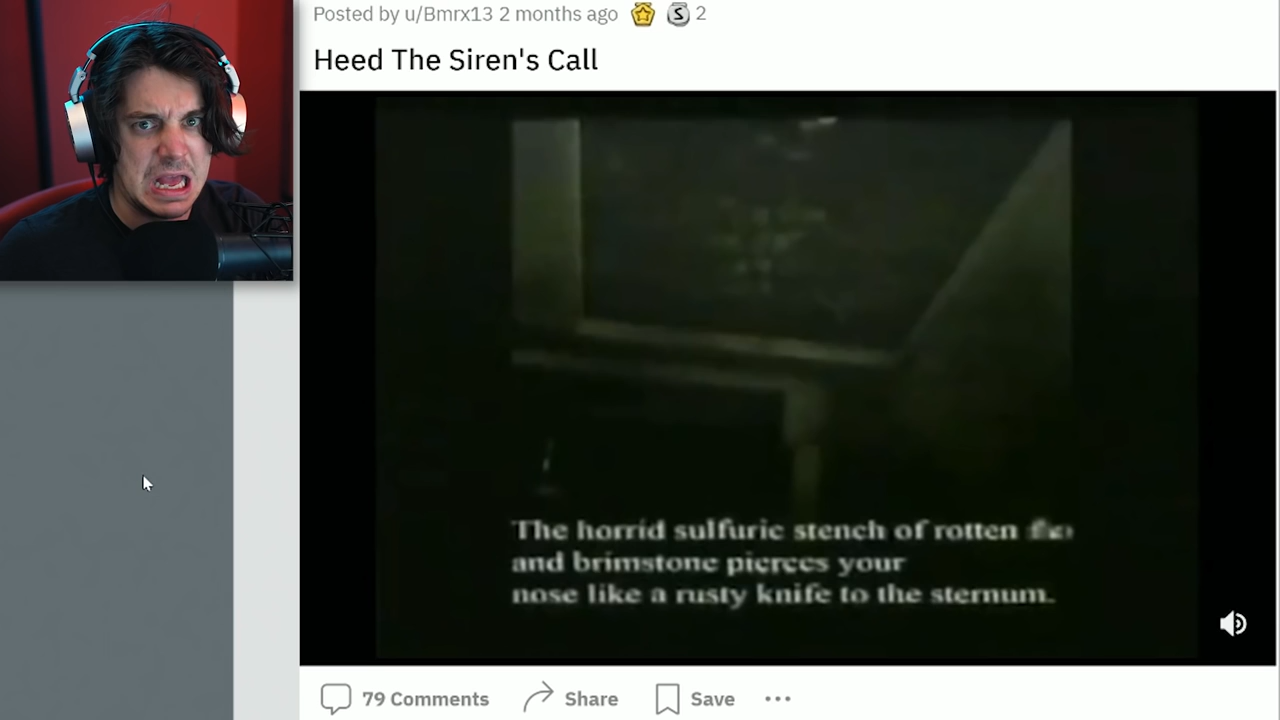 Posted by u/Bmrx13 2 months ago S 2
Heed The Siren's Call
The horrid sulfuric stench of rotten
and brimstone pierces your
nose like a rusty knife to the sternum.
79 Comments Share Save